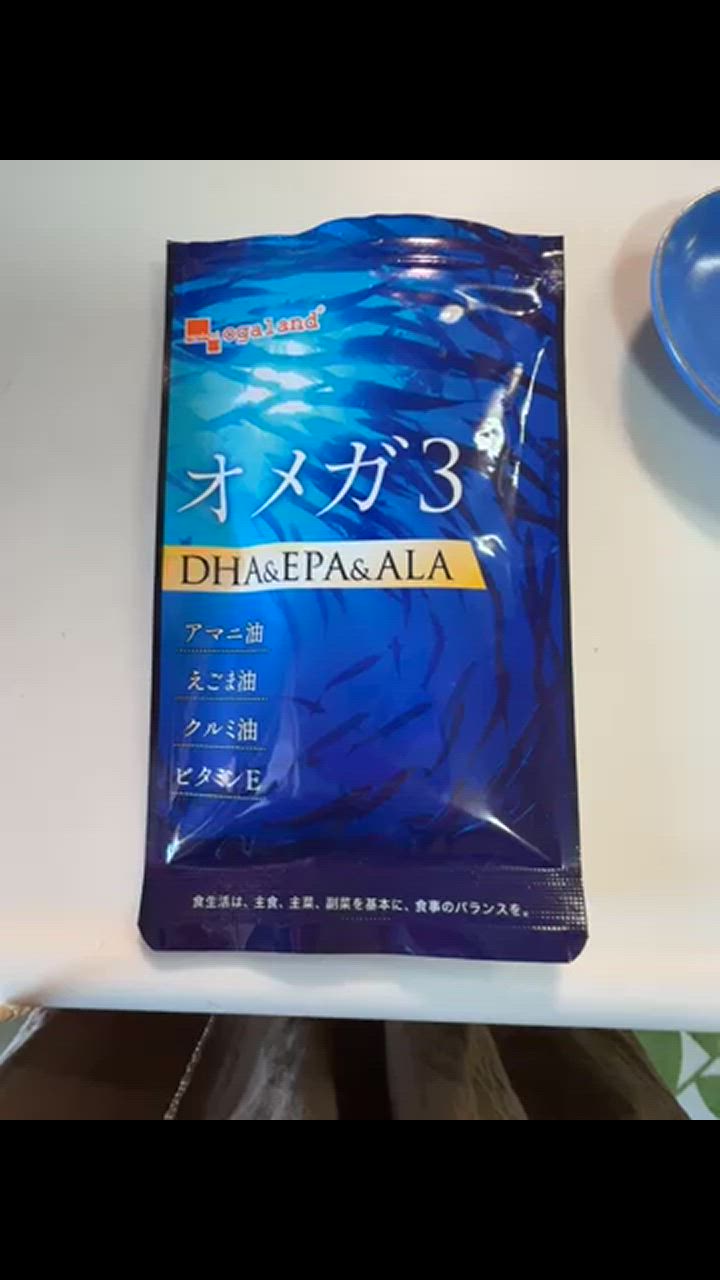 ogaland
オメガ3
DHA&EPA&ALA
アマニ油
えごま油
クルミ油
ビタミンE
食生活は、主食、主菜、副菜を基本に、食事のバランスを。